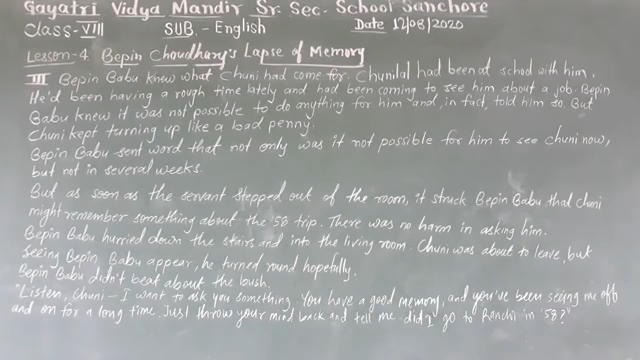 Gayatri Vidya Mandir Sr. Sec. School Sanchore
Class-VIII SUB.- English Date 12/08/2020
Lesson-4 Bepin Choudhary's Lapse of Memory
III Bepin Babu knew what Chuni had come for. Chunilal had been at school with him.
He'd been having a rough time lately and had been coming to see him about a job. Bepin
Babu knew it was not possible to do anything for him and, in fact, told him so. But
Chuni kept turning up like a bad penny.
Bepin Babu sent word that not only was it not possible for him to see Chuni now,
but not in several weeks.
But as soon as the servant stepped out of the room, it struck Bepin Babu that Chuni
might remember something about the '58 trip. There was no harm in asking him.
Bepin Babu hurried down the stairs and into the living room. Chuni was about to leave, but
seeing Bepin Babu appear, he turned round hopefully.
Bepin Babu didn't beat about the bush.
"Listen, Chuni - I want to ask you something. You have a good memory, and you've been seeing me off
and on for a long time. Just throw your mind back and tell me did I go to Ranchi in '58?"